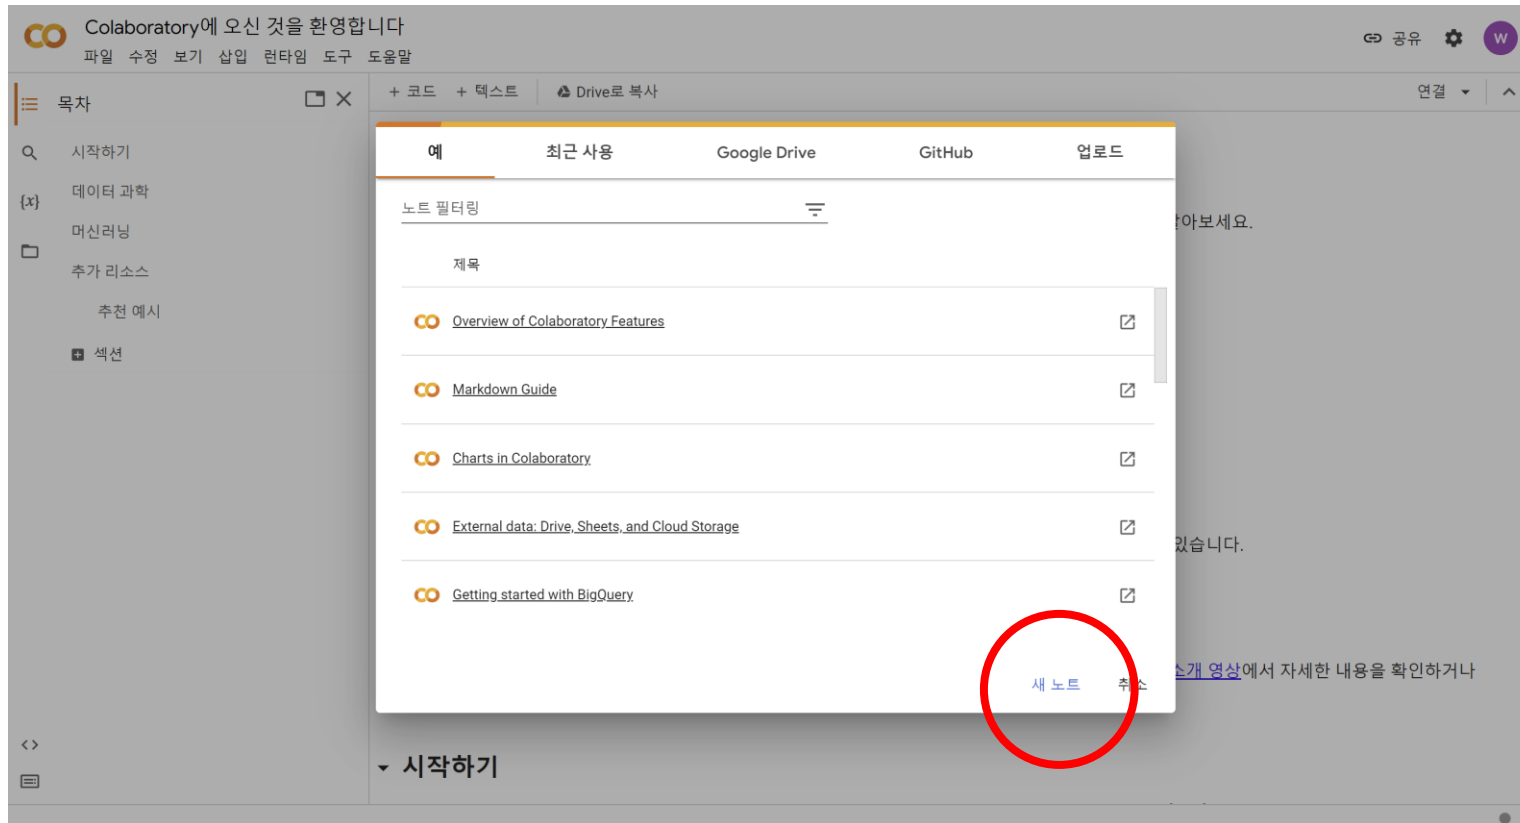 Colaboratory에 오신 것을 환영합니다
파일 수정 보기 삽입 런타임 도구 도움말
공유
W
목차
+ 코드 + 텍스트 Drive로 복사
연결
시작하기
{x} 데이터 과학
머신러닝
추가 리소스
추천 예시
섹션
예 최근 사용 Google Drive GitHub 업로드
노트 필터링
제목
Overview of Colaboratory Features
Markdown Guide
Charts in Colaboratory
External data: Drive, Sheets, and Cloud Storage
Getting started with BigQuery
새 노트 취소
아보세요.
있습니다.
소개 영상에서 자세한 내용을 확인하거나
시작하기